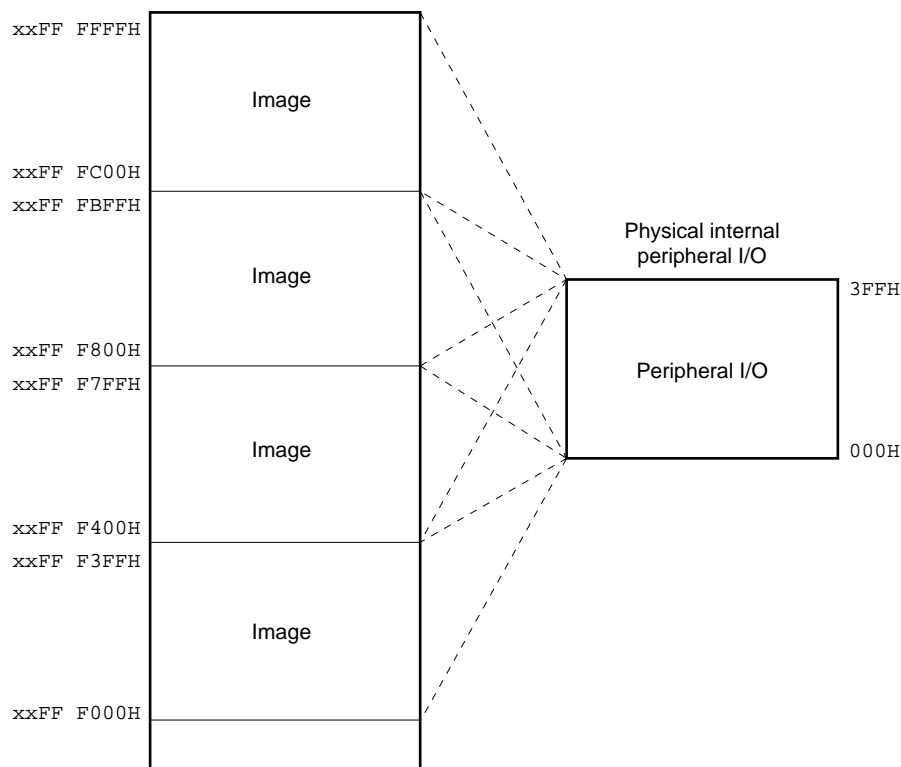 xxFF FFFFH
Image
xxFF FC00H
xxFF FBFFH
Image
xxFF F800H
xxFF F7FFH
Image
xxFF F400H
xxFF F3FFH
Image
xxFF F000H
Physical internal
peripheral I/O
3FFH
Peripheral I/O
000H